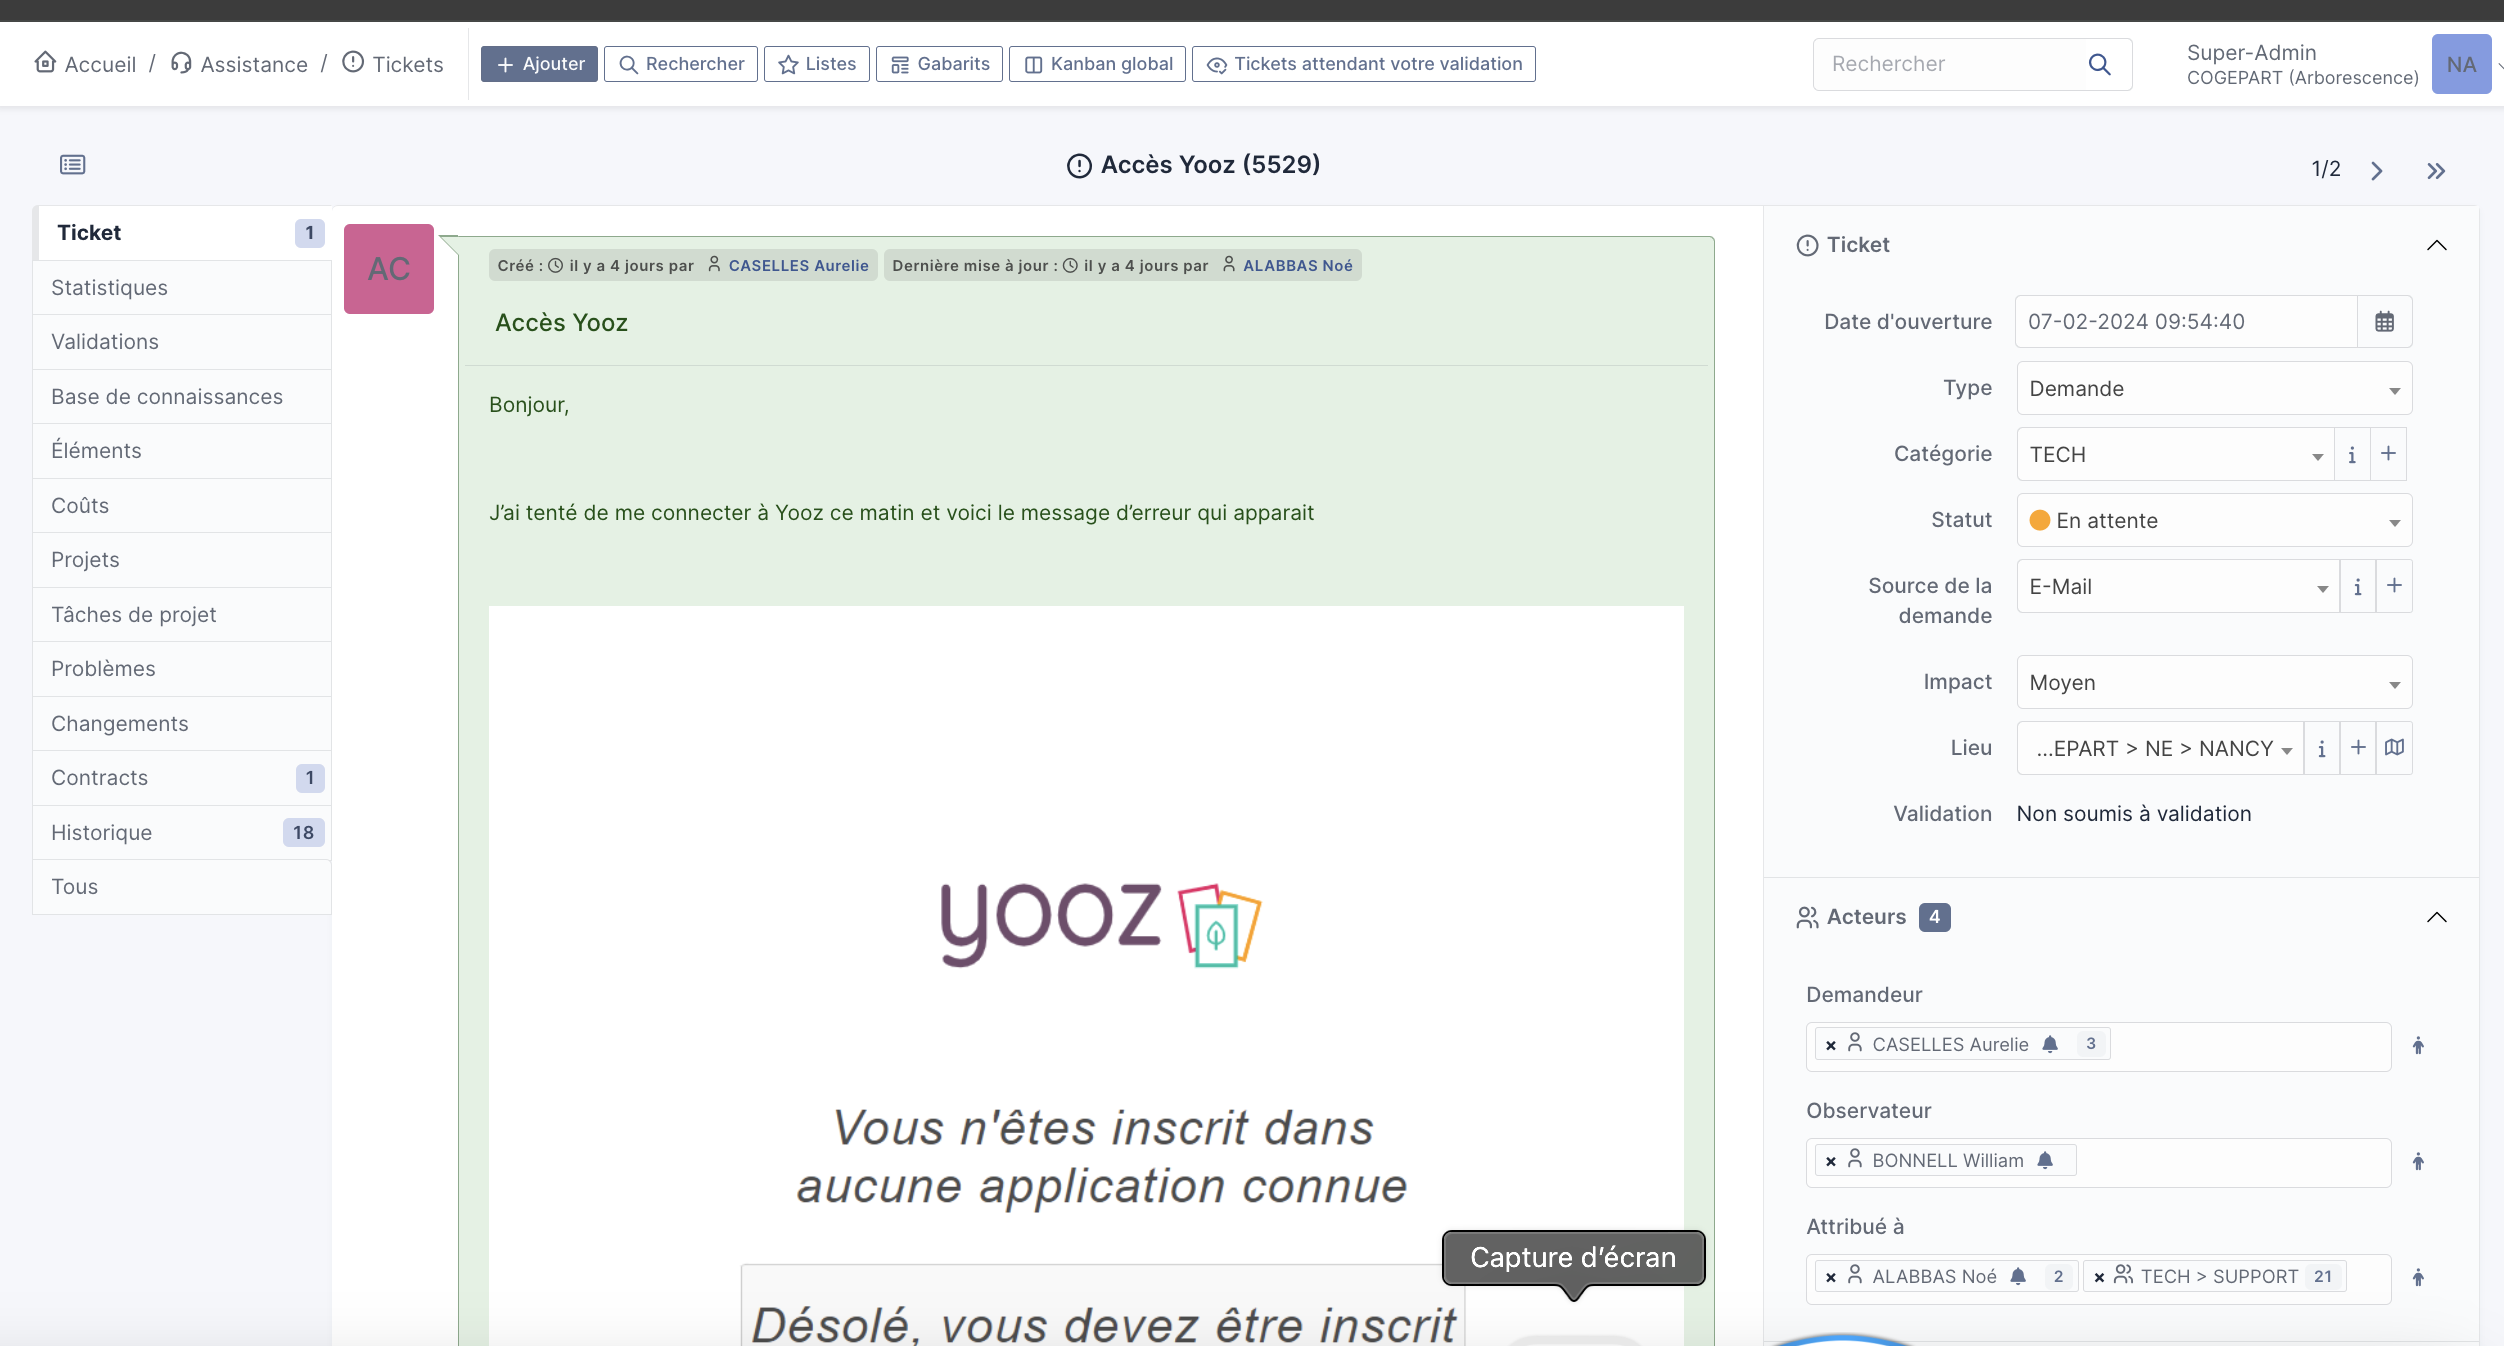 Accueil / Assistance / Tickets
+ Ajouter
Rechercher
Listes
Gabarits
Kanban global
Tickets attendant votre validation
Rechercher
Super-Admin
COGEPART (Arborescence)
NA
Accès Yooz (5529)
1/2
Ticket 1
Statistiques
Validations
Base de connaissances
Éléments
Coûts
Projets
Tâches de projet
Problèmes
Changements
Contracts 1
Historique 18
Tous
AC
Créé : il y a 4 jours par CASELLES Aurelie
Dernière mise à jour : il y a 4 jours par ALABBAS Noé
Accès Yooz
Bonjour,
J’ai tenté de me connecter à Yooz ce matin et voici le message d’erreur qui apparait
yooz
Vous n'êtes inscrit dans
aucune application connue
Désolé, vous devez être inscrit
Capture d’écran
Ticket
Date d'ouverture 07-02-2024 09:54:40
Type Demande
Catégorie TECH i +
Statut En attente
Source de la
demande
E-Mail i +
Impact Moyen
Lieu ...EPART > NE > NANCY i +
Validation Non soumis à validation
Acteurs 4
Demandeur
× CASELLES Aurelie 3
Observateur
× BONNELL William
Attribué à
× ALABBAS Noé 2 × TECH > SUPPORT 21